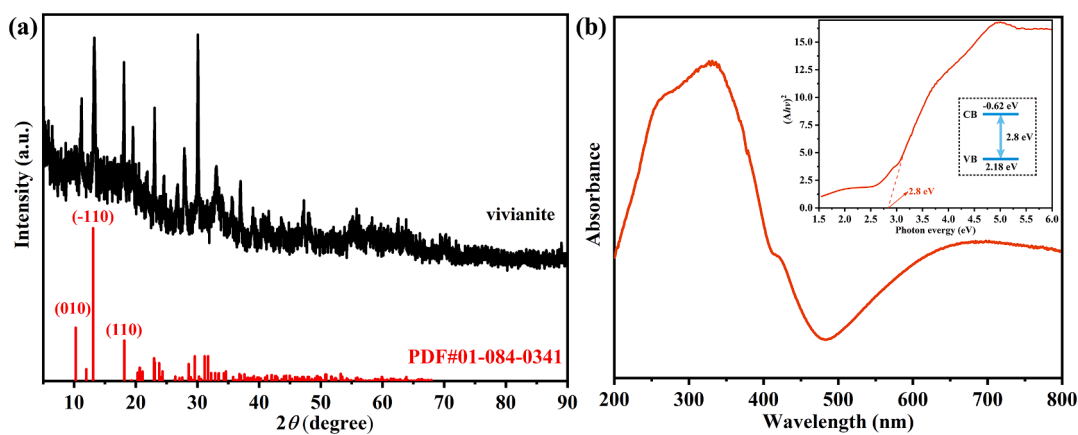 (a)
Intensity (a.u.)
vivianite
(-110)
(010)
(110)
PDF#01-084-0341
10 20 30 40 50 60 70 80 90
2θ (degree)
(b)
Absorbance
200 300 400 500 600 700 800
Wavelength (nm)
(Ahν)²
15.0
12.5
10.0
7.5
5.0
2.5
0.0
1.5 2.0 2.5 3.0 3.5 4.0 4.5 5.0 5.5 6.0
Photon evergy (eV)
2.8 eV
-0.62 eV
CB
2.8 eV
VB
2.18 eV